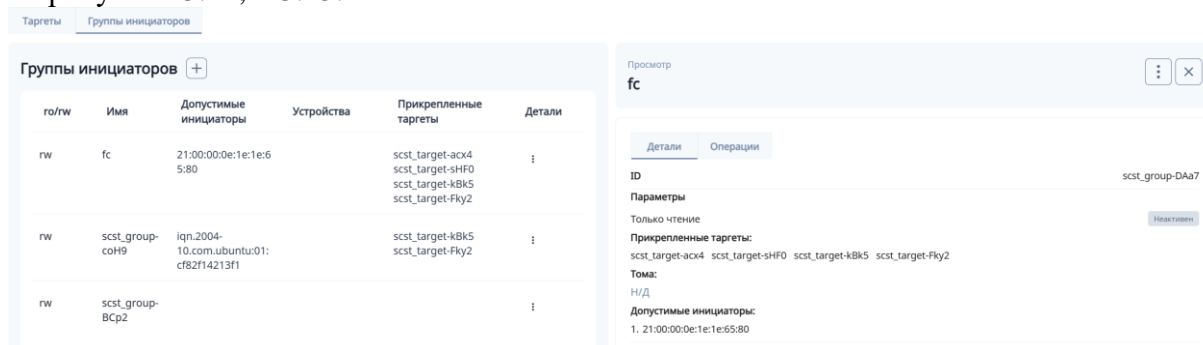 Таргеты Группы инициаторов
Группы инициаторов +
ro/rw Имя Допустимые инициаторы Устройства Прикрепленные таргеты Детали
rw fc 21:00:00:0e:1e:1e:6 scst_target-acx4
5:80 scst_target-sHF0
scst_target-kBk5
scst_target-Fky2
rw scst_group- iqn.2004- scst_target-kBk5
coH9 10.com.ubuntu:01: scst_target-Fky2
cf82f14213f1
rw scst_group-
BCp2
Просмотр
fc
Детали Операции
ID scst_group-DAa7
Параметры
Только чтение Неактивен
Прикрепленные таргеты:
scst_target-acx4 scst_target-sHF0 scst_target-kBk5 scst_target-Fky2
Тома:
Н/Д
Допустимые инициаторы:
1. 21:00:00:0e:1e:1e:65:80